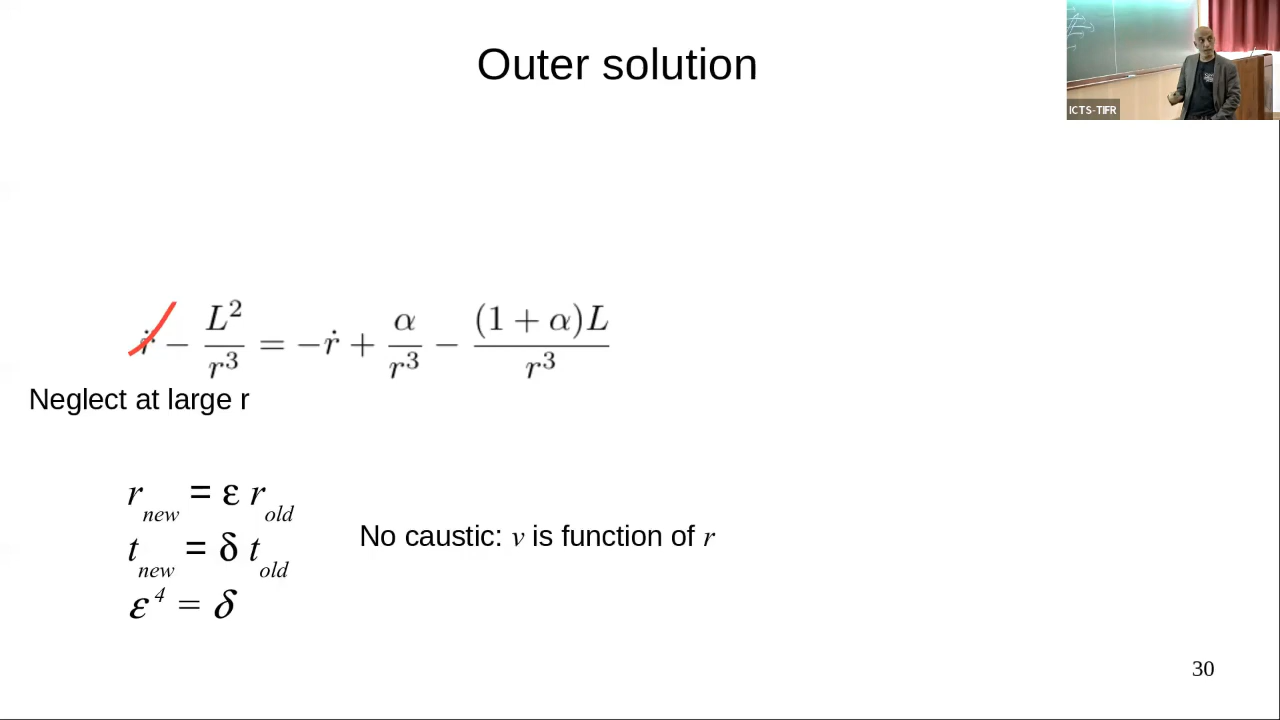 Outer solution
ICTS-TIFR
r̈ − L²/r³ = −ṙ + α/r³ − (1 + α)L/r³
Neglect at large r
r_new = ε r_old
t_new = δ t_old
No caustic: v is function of r
ε⁴ = δ
30